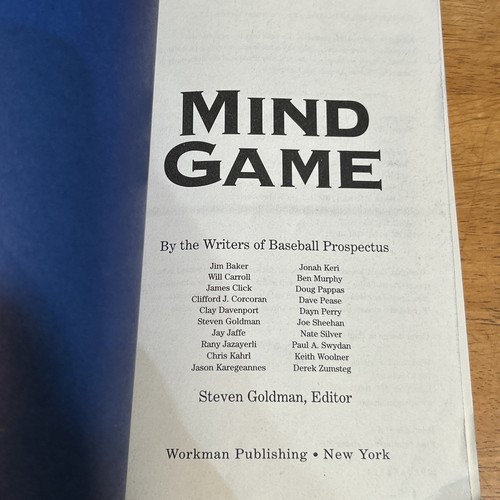 MIND
GAME
By the Writers of Baseball Prospectus
Jim Baker
Will Carroll
James Click
Clifford J. Corcoran
Clay Davenport
Steven Goldman
Jay Jaffe
Rany Jazayerli
Chris Kahrl
Jason Karegeannes
Jonah Keri
Ben Murphy
Doug Pappas
Dave Pease
Dayn Perry
Joe Sheehan
Nate Silver
Paul A. Swydan
Keith Woolner
Derek Zumsteg
Steven Goldman, Editor
Workman Publishing • New York